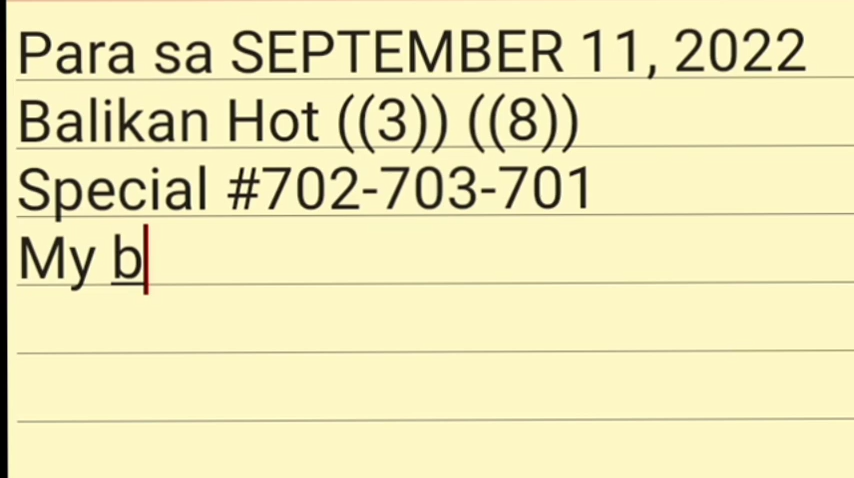 Para sa SEPTEMBER 11, 2022
Balikan Hot ((3)) ((8))
Special #702-703-701
My b